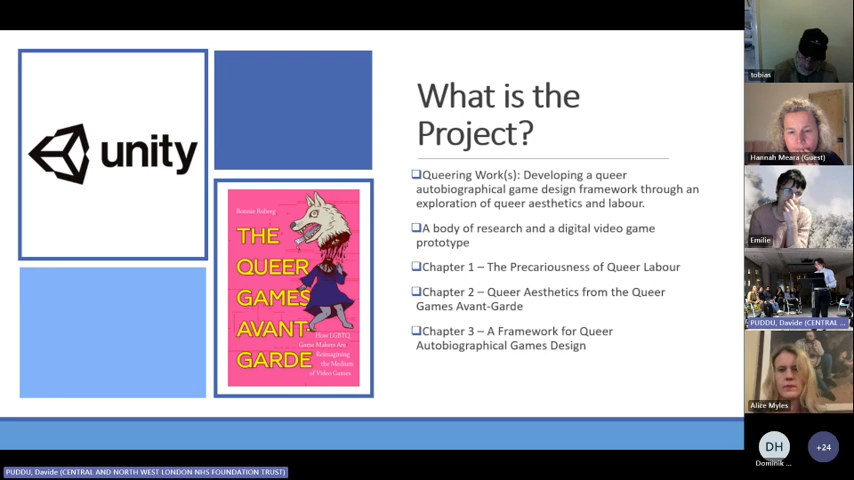 unity
Bonnie Ruberg
THE
QUEER
GAMES
AVANT-
GARDE
How LGBTQ
Game Makers Are
Reimagining
the Medium
of Video Games
What is the
Project?
Queering Work(s): Developing a queer
autobiographical game design framework through an
exploration of queer aesthetics and labour.
A body of research and a digital video game
prototype
Chapter 1 – The Precariousness of Queer Labour
Chapter 2 – Queer Aesthetics from the Queer
Games Avant-Garde
Chapter 3 – A Framework for Queer
Autobiographical Games Design
tobias
Hannah Meara (Guest)
Emilie
PUDDU, Davide (CENTRAL ...
Alice Myles
DH
Dominik ...
+24
PUDDU, Davide (CENTRAL AND NORTH WEST LONDON NHS FOUNDATION TRUST)